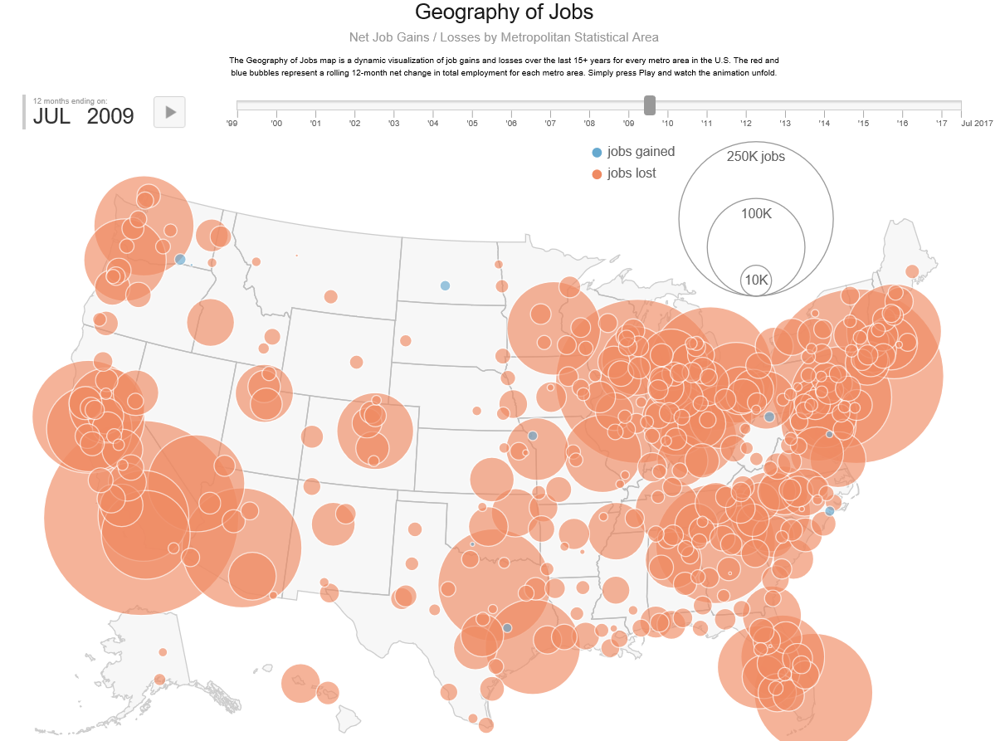 Geography of Jobs
Net Job Gains / Losses by Metropolitan Statistical Area
The Geography of Jobs map is a dynamic visualization of job gains and losses over the last 15+ years for every metro area in the U.S. The red and
blue bubbles represent a rolling 12-month net change in total employment for each metro area. Simply press Play and watch the animation unfold.
12 months ending on:
JUL 2009
'99 '00 '01 '02 '03 '04 '05 '06 '07 '08 '09 '10 '11 '12 '13 '14 '15 '16 '17 Jul 2017
jobs gained
jobs lost
250K jobs
100K
10K